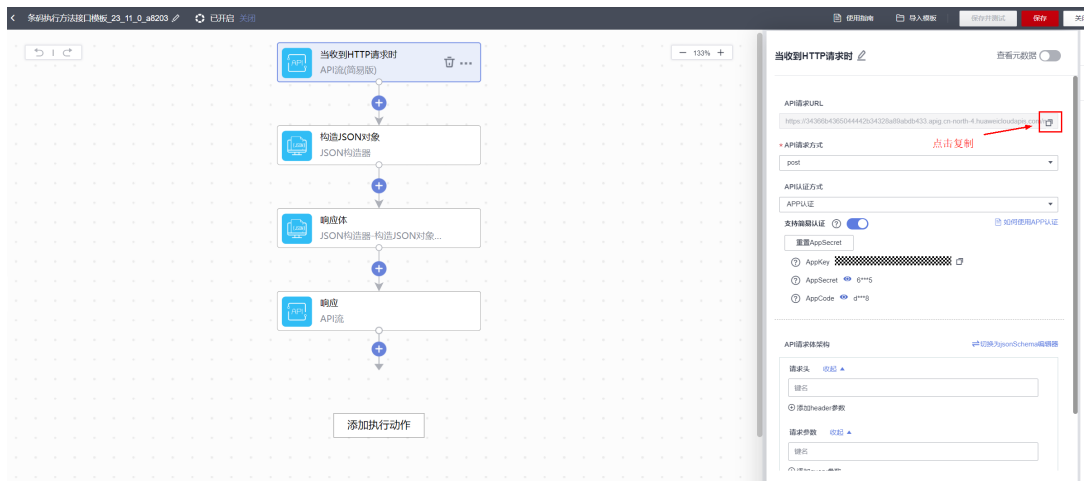 条码执行方法接口模板_23_11_0_a8203 已开启 关闭
使用指南 导入模板 保存并测试 保存
133%
当收到HTTP请求时
API流(简易版)
构造JSON对象
JSON构造器
响应体
JSON构造器-构造JSON对象...
响应
API流
添加执行动作
当收到HTTP请求时 查看元数据
API请求URL
点击复制
*API请求方式
post
API认证方式
APP认证
支持简易认证 如何使用APP认证
重置AppSecret
AppKey
AppSecret 6***5
AppCode d***8
API请求体架构 切换为jsonSchema编辑器
请求头 收起
键名
添加header参数
请求参数 收起
键名